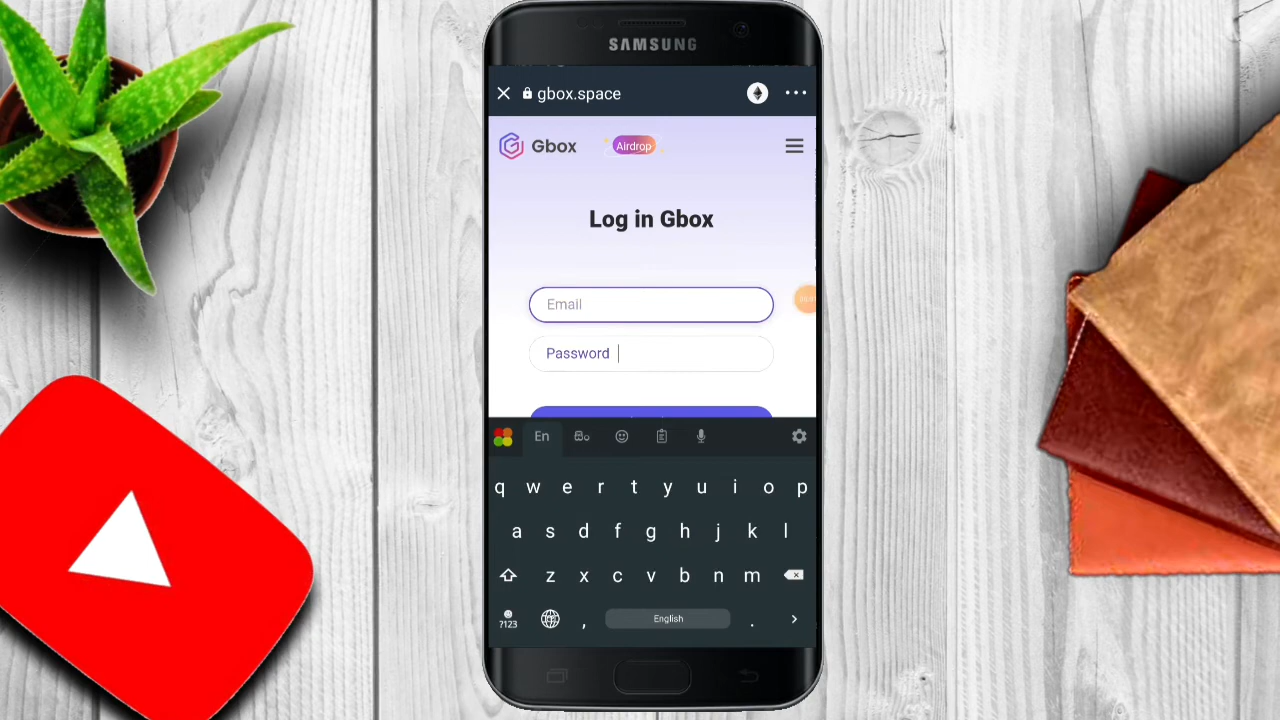 SAMSUNG
gbox.space
Gbox
Airdrop
Log in Gbox
Email
Password
En
q w e r t y u i o p
a s d f g h j k l
z x c v b n m
?123 , English .